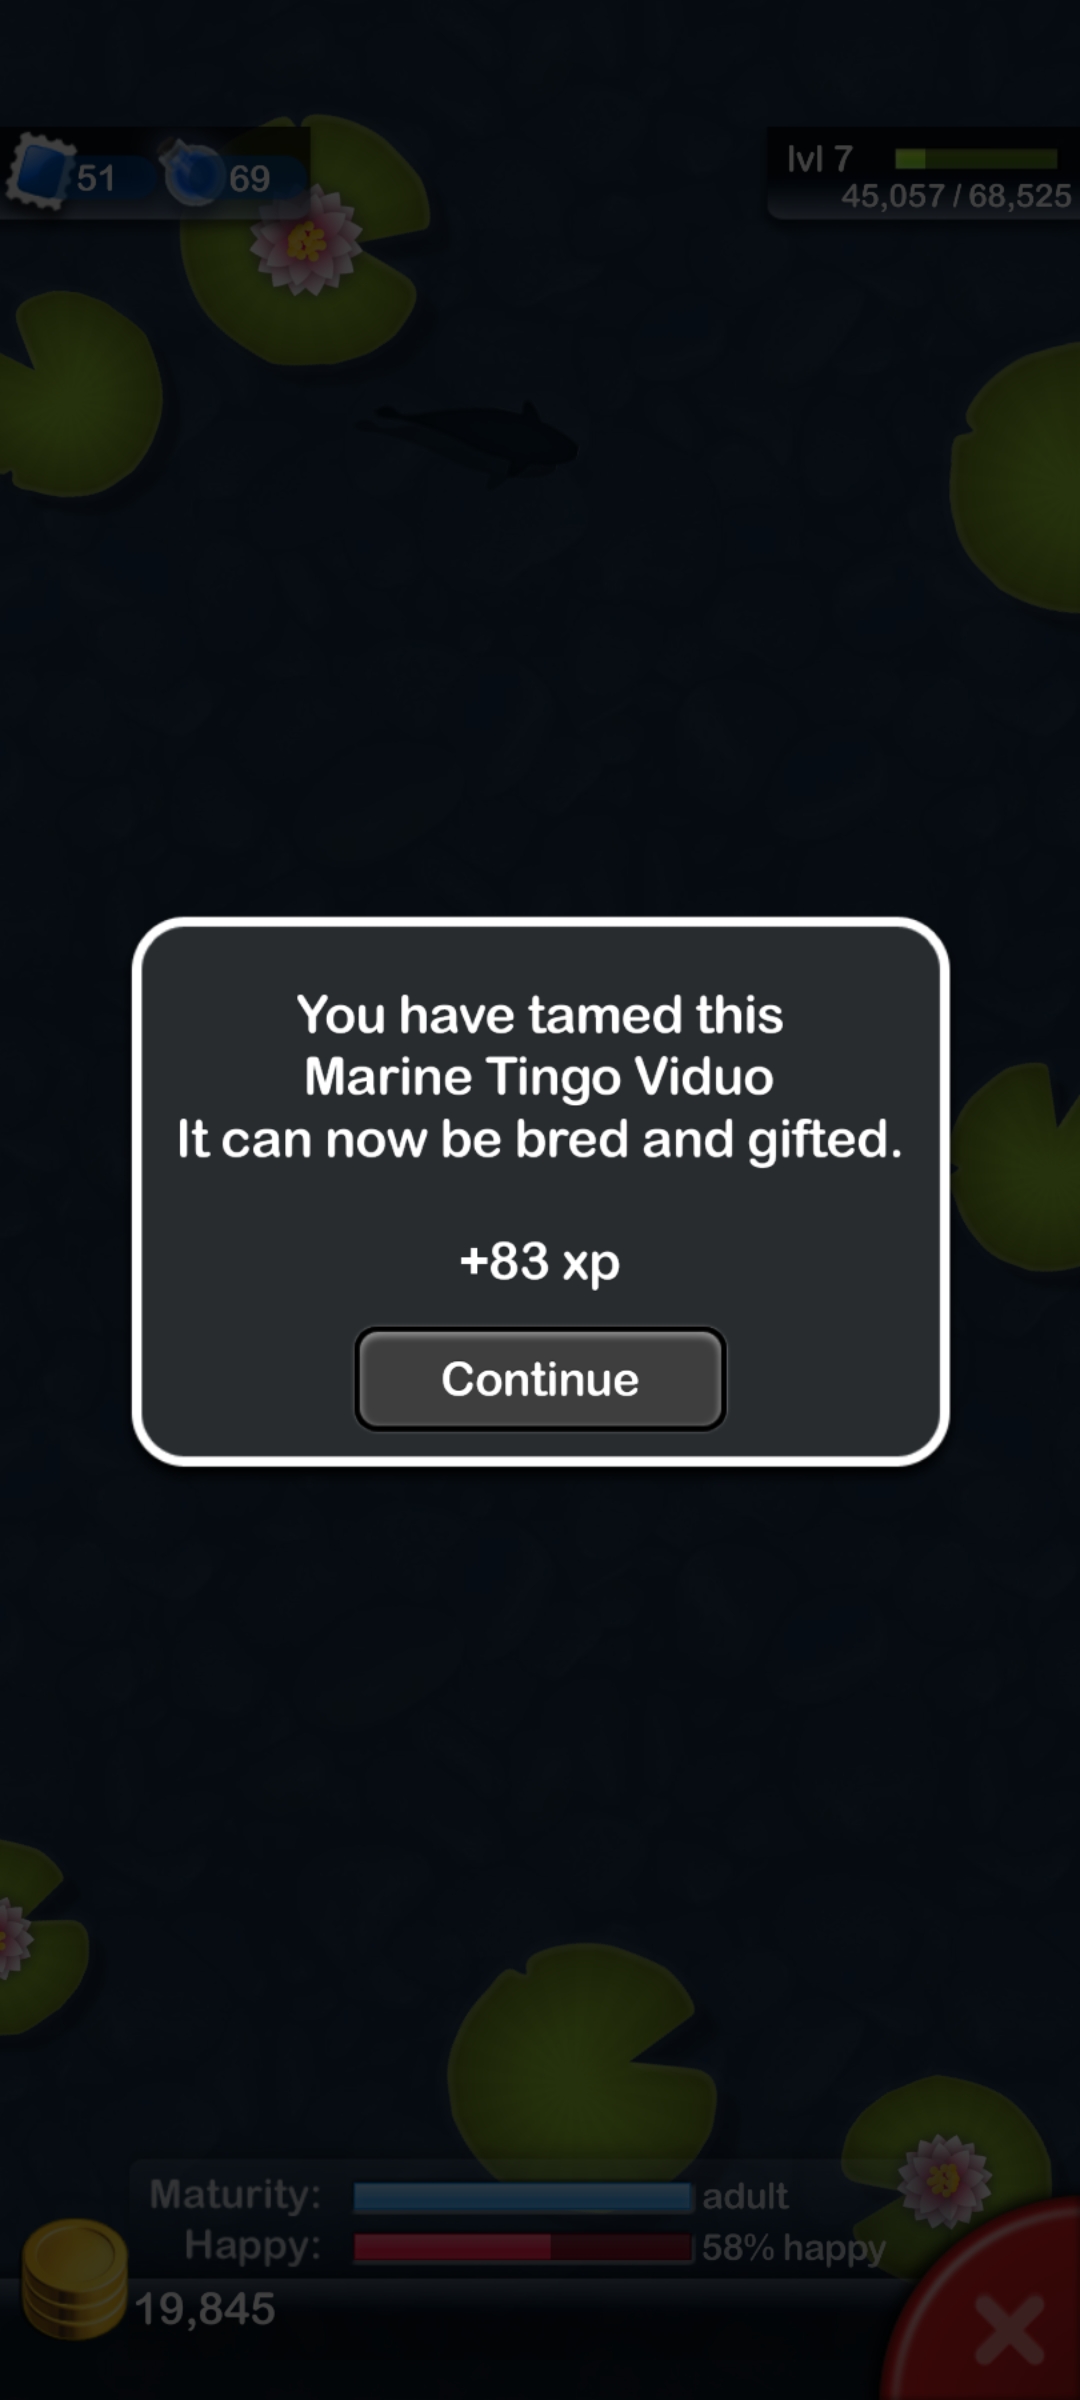 51
69
lvl 7
45,057 / 68,525
You have tamed this
Marine Tingo Viduo
It can now be bred and gifted.
+83 xp
Continue
Maturity: adult
Happy: 58% happy
19,845